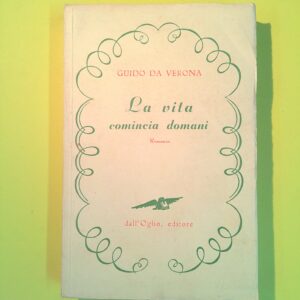 GUIDO DA VERONA
La vita
comincia domani
Romanzo
dall'Oglio, editore